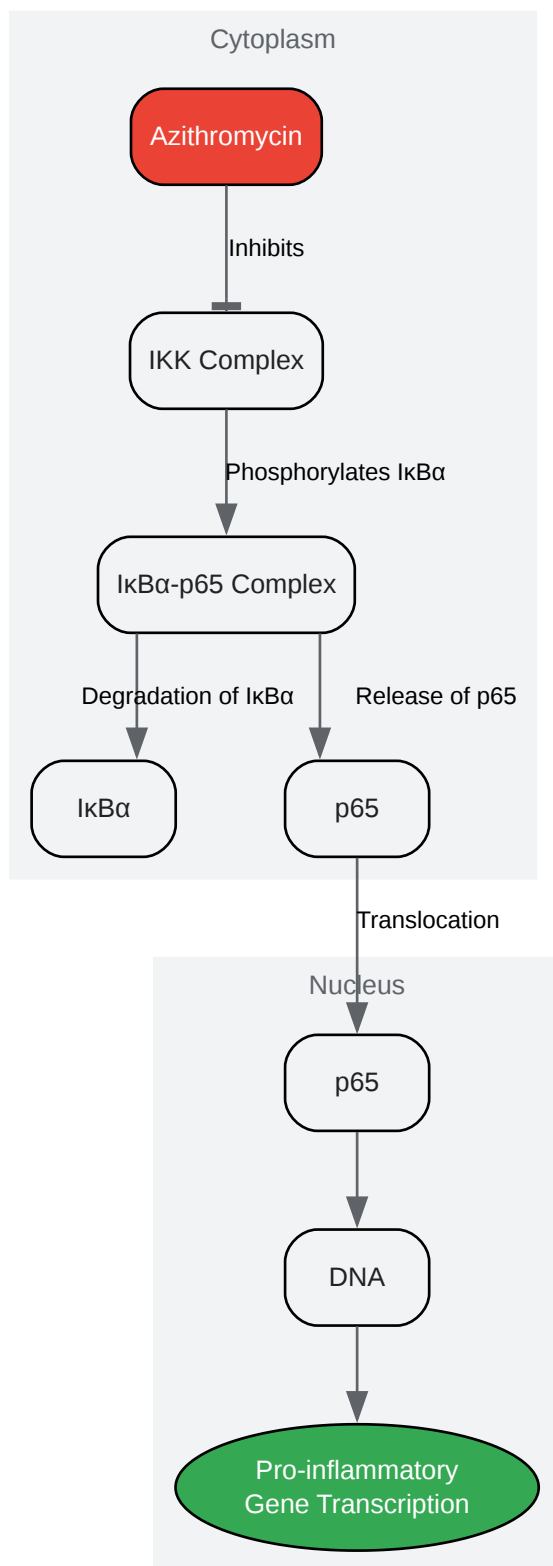 Cytoplasm
Azithromycin
Inhibits
IKK Complex
Phosphorylates IκBα
IκBα-p65 Complex
Degradation of IκBα
Release of p65
IκBα
p65
Translocation
Nucleus
p65
DNA
Pro-inflammatory
Gene Transcription